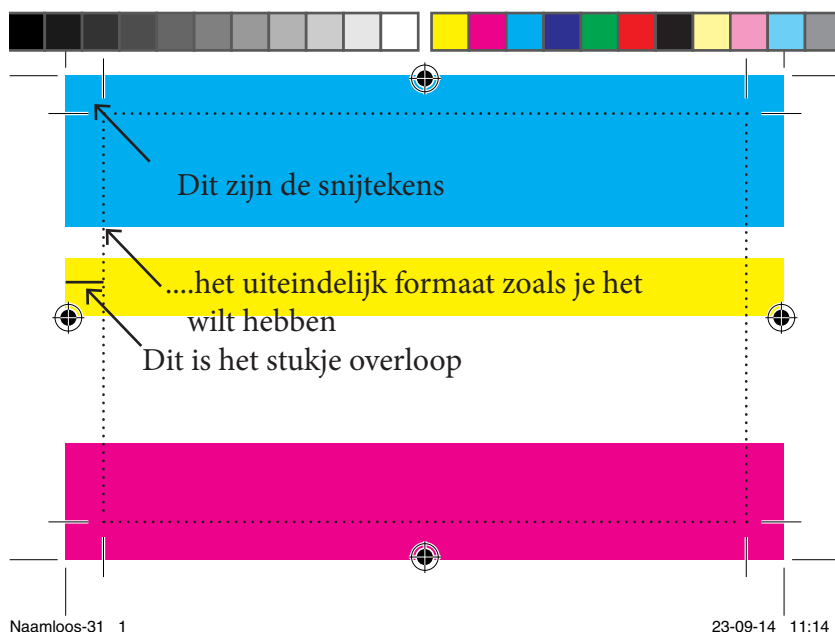 Dit zijn de snijtekens
....het uiteindelijk formaat zoals je het
wilt hebben
Dit is het stukje overloop
Naamloos-31 1
23-09-14 11:14